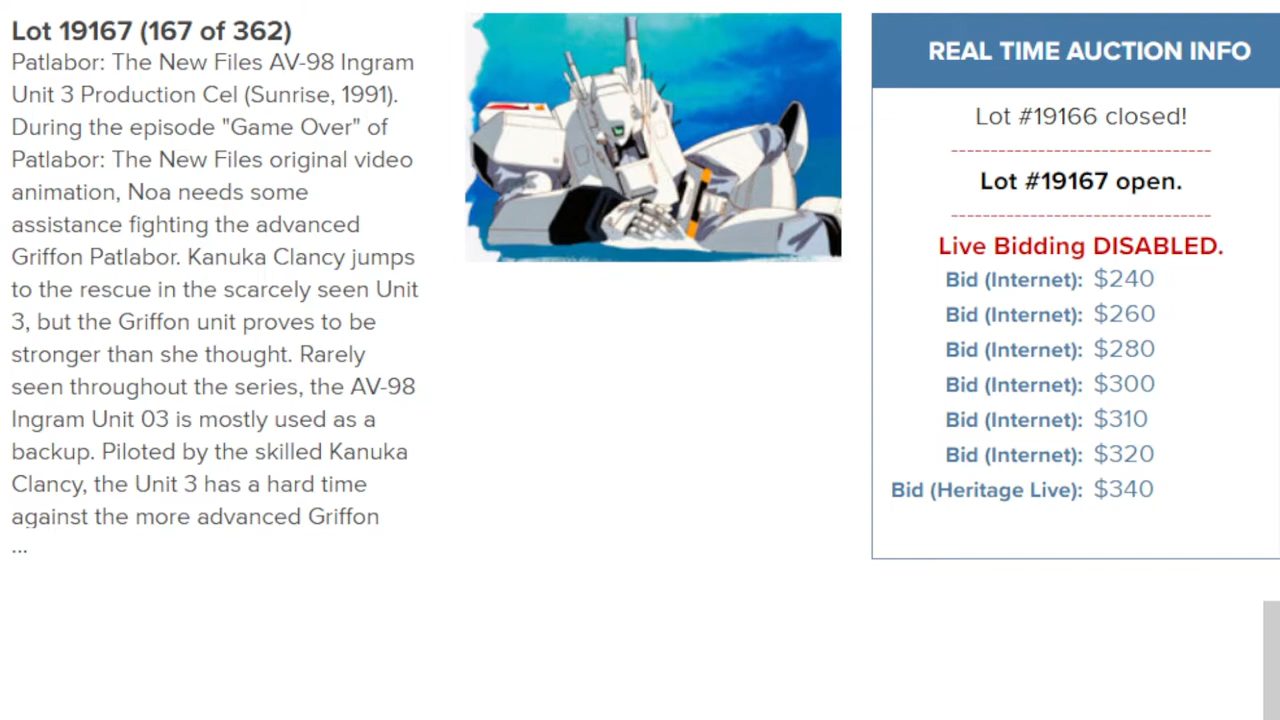 Lot 19167 (167 of 362)
Patlabor: The New Files AV-98 Ingram
Unit 3 Production Cel (Sunrise, 1991).
During the episode "Game Over" of
Patlabor: The New Files original video
animation, Noa needs some
assistance fighting the advanced
Griffon Patlabor. Kanuka Clancy jumps
to the rescue in the scarcely seen Unit
3, but the Griffon unit proves to be
stronger than she thought. Rarely
seen throughout the series, the AV-98
Ingram Unit 03 is mostly used as a
backup. Piloted by the skilled Kanuka
Clancy, the Unit 3 has a hard time
against the more advanced Griffon
...
REAL TIME AUCTION INFO
Lot #19166 closed!
--------------------------------
Lot #19167 open.
--------------------------------
Live Bidding DISABLED.
Bid (Internet): $240
Bid (Internet): $260
Bid (Internet): $280
Bid (Internet): $300
Bid (Internet): $310
Bid (Internet): $320
Bid (Heritage Live): $340